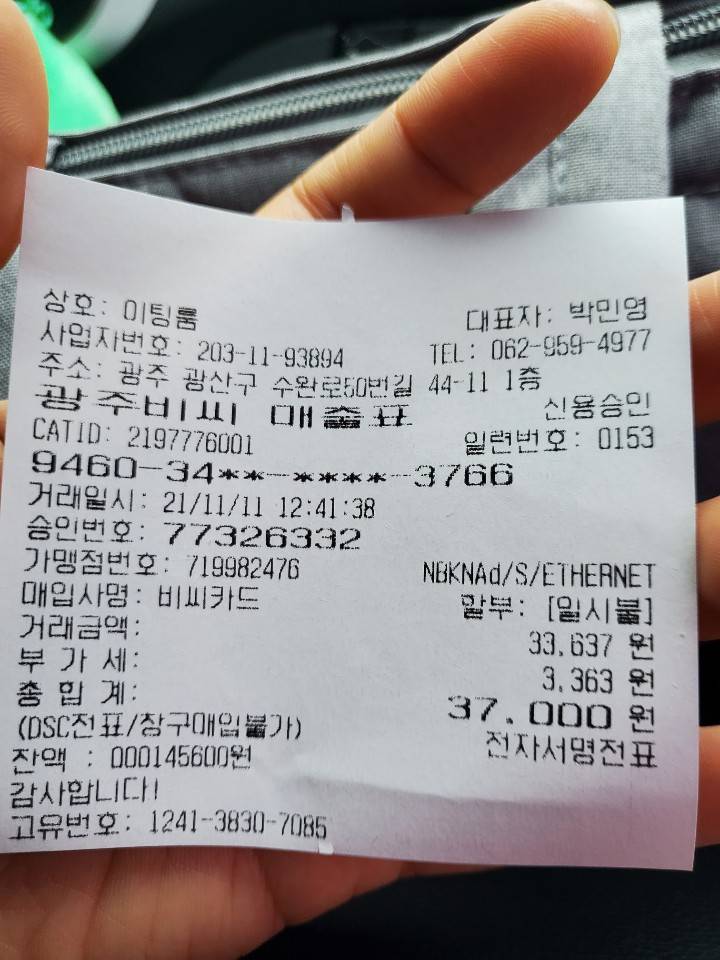 상호: 이팅룸 대표자: 박민영
사업자번호: 203-11-93894 TEL: 062-959-4977
주소: 광주 광산구 수완로50번길 44-11 1층
광주비씨 매출표 신용승인
CATID: 2197776001 일련번호: 0153
9460-34**-****-3766
거래일시: 21/11/11 12:41:38
승인번호: 77326332
가맹점번호: 719982476 NBKNAd/S/ETHERNET
매입사명: 비씨카드 할부: [일시불]
거래금액: 33,637 원
부 가 세: 3,363 원
총 합 계: 37.000 원
(DSC전표/창구매입불가) 전자서명전표
잔액 : 000145600원
감사합니다!
고유번호: 1241-3830-7085